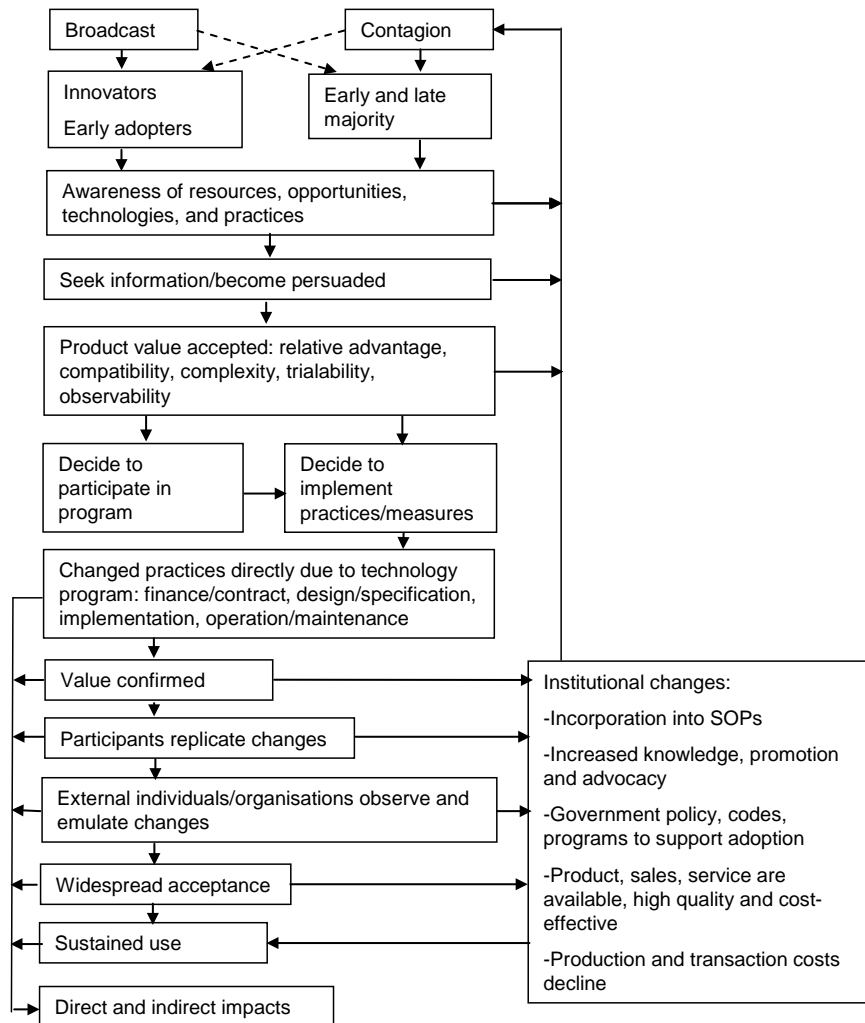 Broadcast
Contagion
Innovators
Early adopters
Early and late
majority
Awareness of resources, opportunities,
technologies, and practices
Seek information/become persuaded
Product value accepted: relative advantage,
compatibility, complexity, trialability,
observability
Decide to
participate in
program
Decide to
implement
practices/measures
Changed practices directly due to technology
program: finance/contract, design/specification,
implementation, operation/maintenance
Value confirmed
Participants replicate changes
External individuals/organisations observe and
emulate changes
Widespread acceptance
Sustained use
Direct and indirect impacts
Institutional changes:
-Incorporation into SOPs
-Increased knowledge, promotion
and advocacy
-Government policy, codes,
programs to support adoption
-Product, sales, service are
available, high quality and cost-
effective
-Production and transaction costs
decline